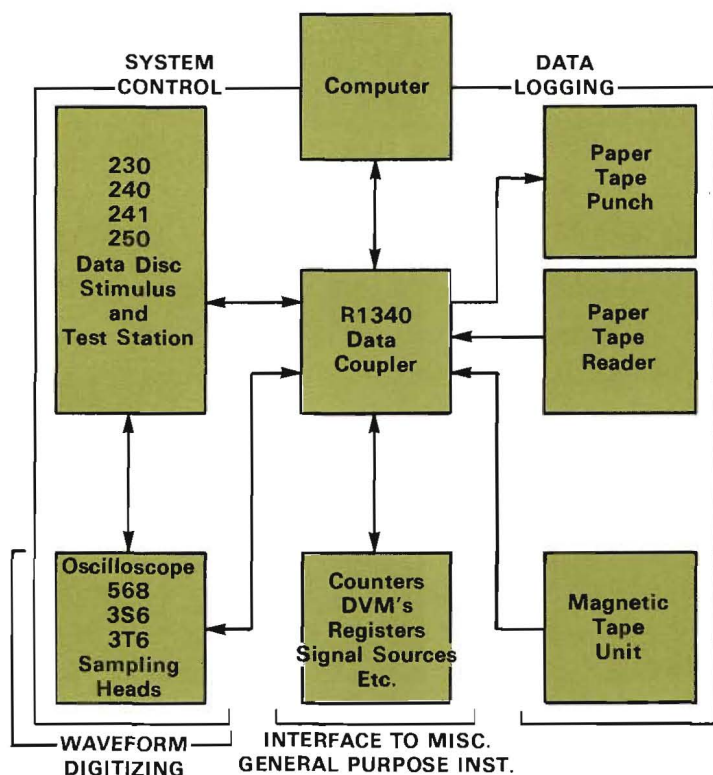 SYSTEM
CONTROL
Computer
DATA
LOGGING
230
240
241
250
Data Disc
Stimulus
and
Test Station
R1340
Data
Coupler
Paper
Tape
Punch
Paper
Tape
Reader
Oscilloscope
568
3S6
3T6
Sampling
Heads
Counters
DVM's
Registers
Signal Sources
Etc.
Magnetic
Tape
Unit
WAVEFORM
DIGITIZING
INTERFACE TO MISC.
GENERAL PURPOSE INST.